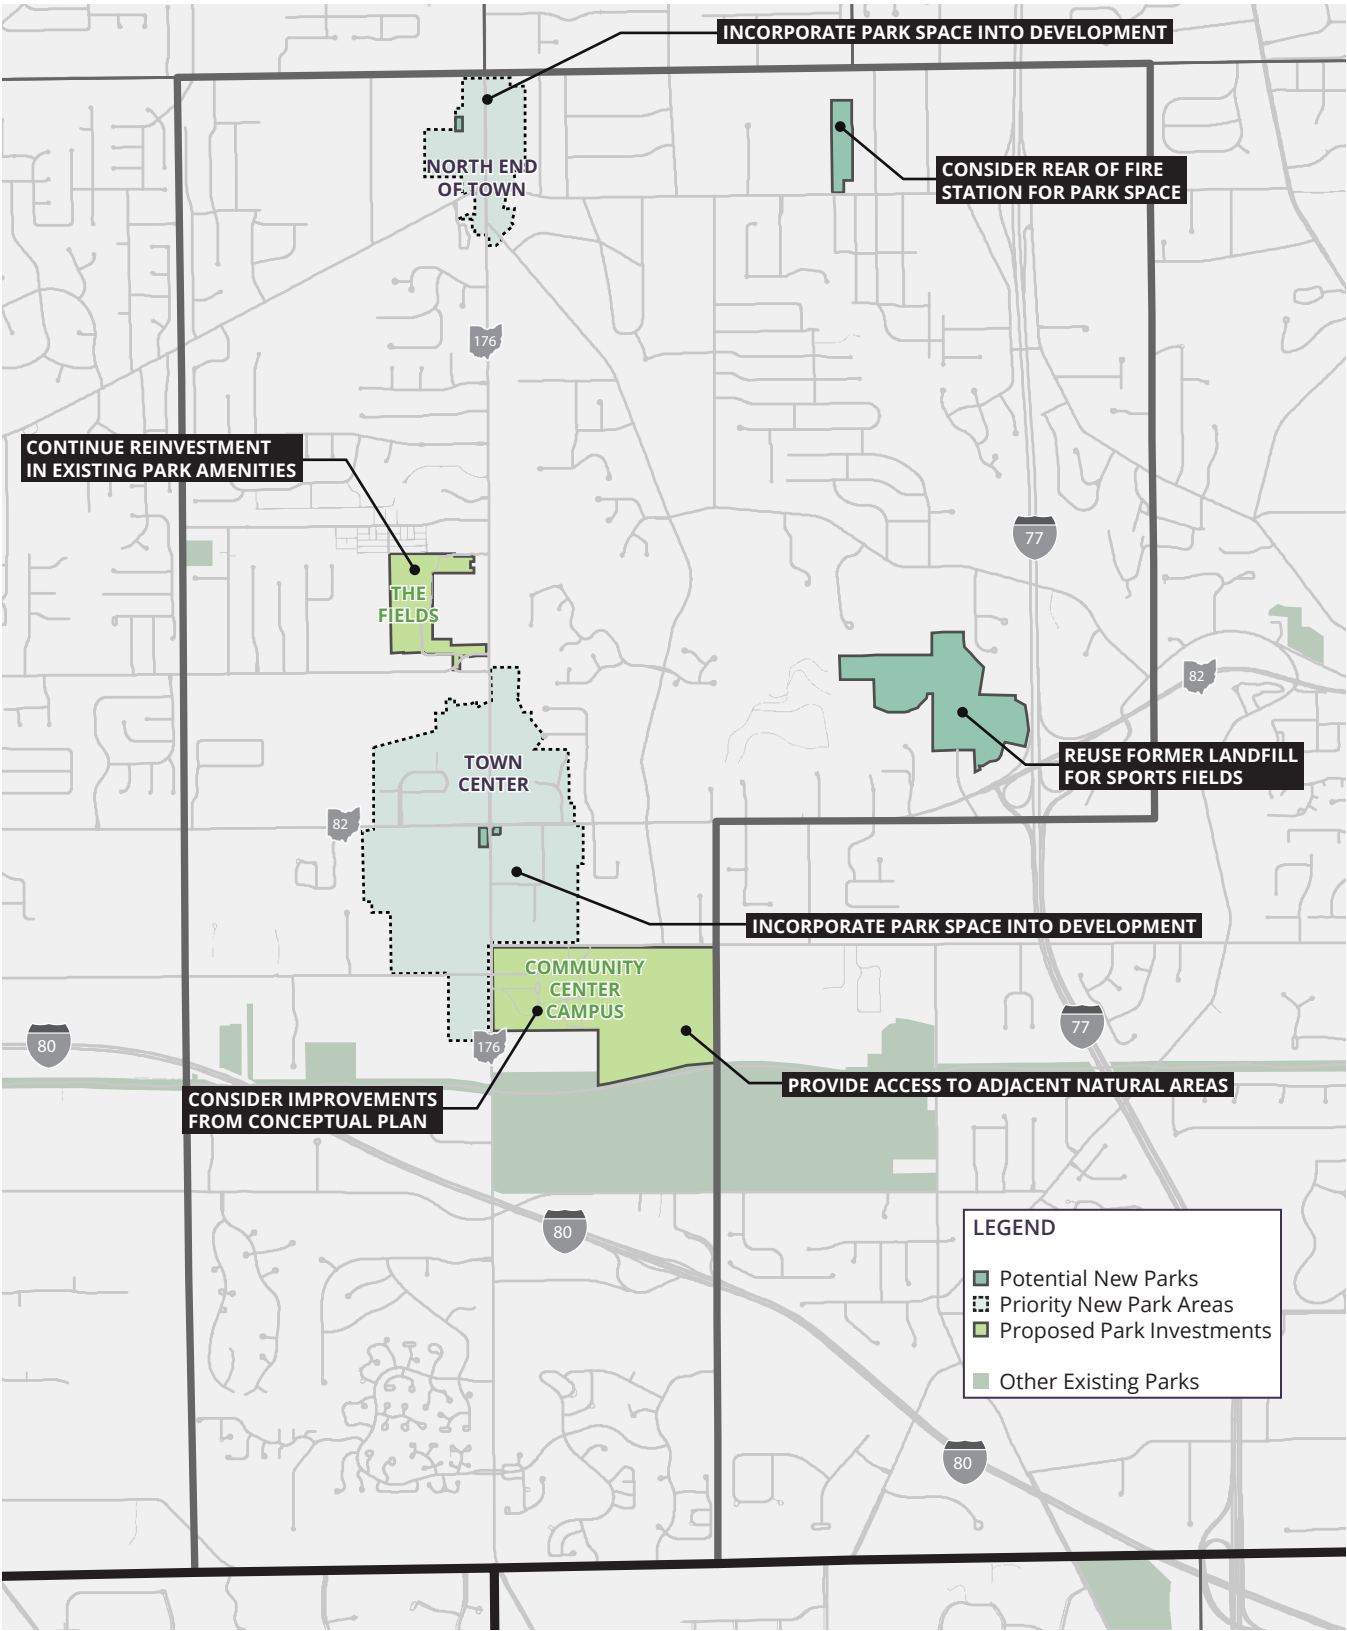 INCORPORATE PARK SPACE INTO DEVELOPMENT
CONSIDER REAR OF FIRE
STATION FOR PARK SPACE
NORTH END
OF TOWN
176
CONTINUE REINVESTMENT
IN EXISTING PARK AMENITIES
77
THE
FIELDS
82
REUSE FORMER LANDFILL
FOR SPORTS FIELDS
TOWN
CENTER
82
INCORPORATE PARK SPACE INTO DEVELOPMENT
COMMUNITY
CENTER
CAMPUS
77
80
176
PROVIDE ACCESS TO ADJACENT NATURAL AREAS
CONSIDER IMPROVEMENTS
FROM CONCEPTUAL PLAN
80
LEGEND
Potential New Parks
Priority New Park Areas
Proposed Park Investments
Other Existing Parks
80